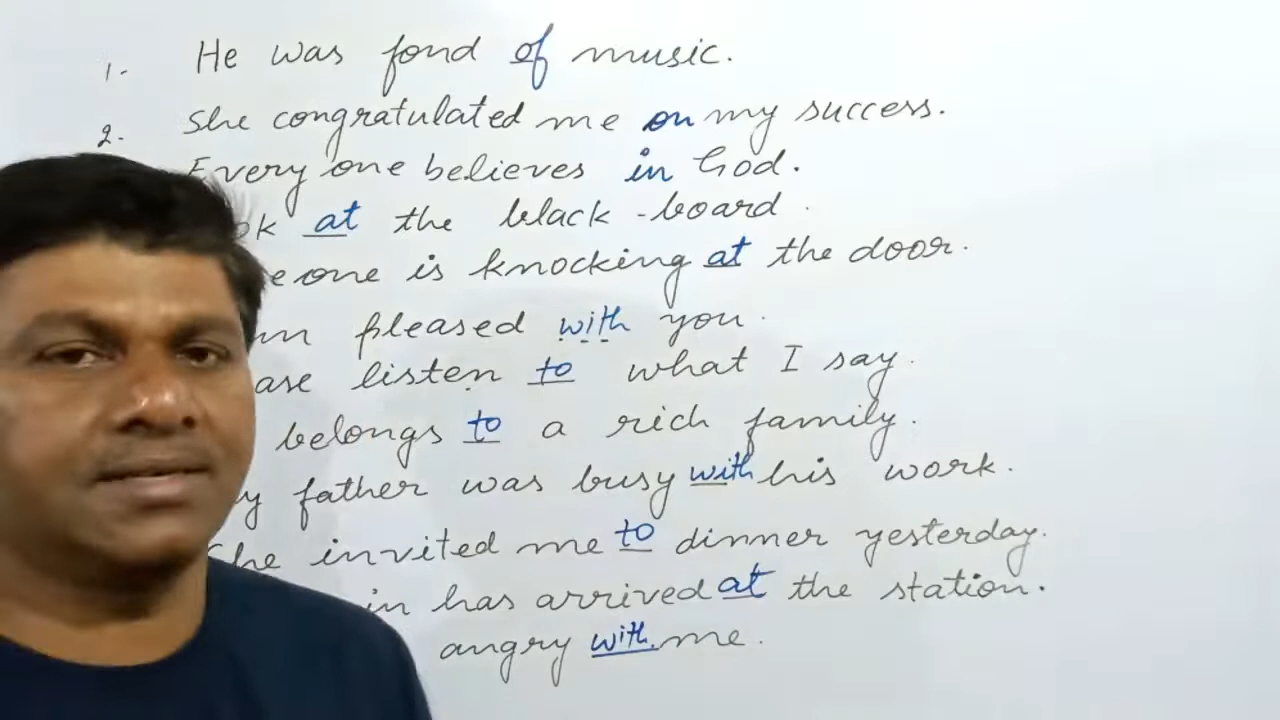 1. He was fond of music.
2. She congratulated me on my success.
Every one believes in God.
at the black-board.
one is knocking at the door.
pleased with you.
listen to what I say.
belongs to a rich family.
father was busy with his work.
She invited me to dinner yesterday.
has arrived at the station.
angry with me.